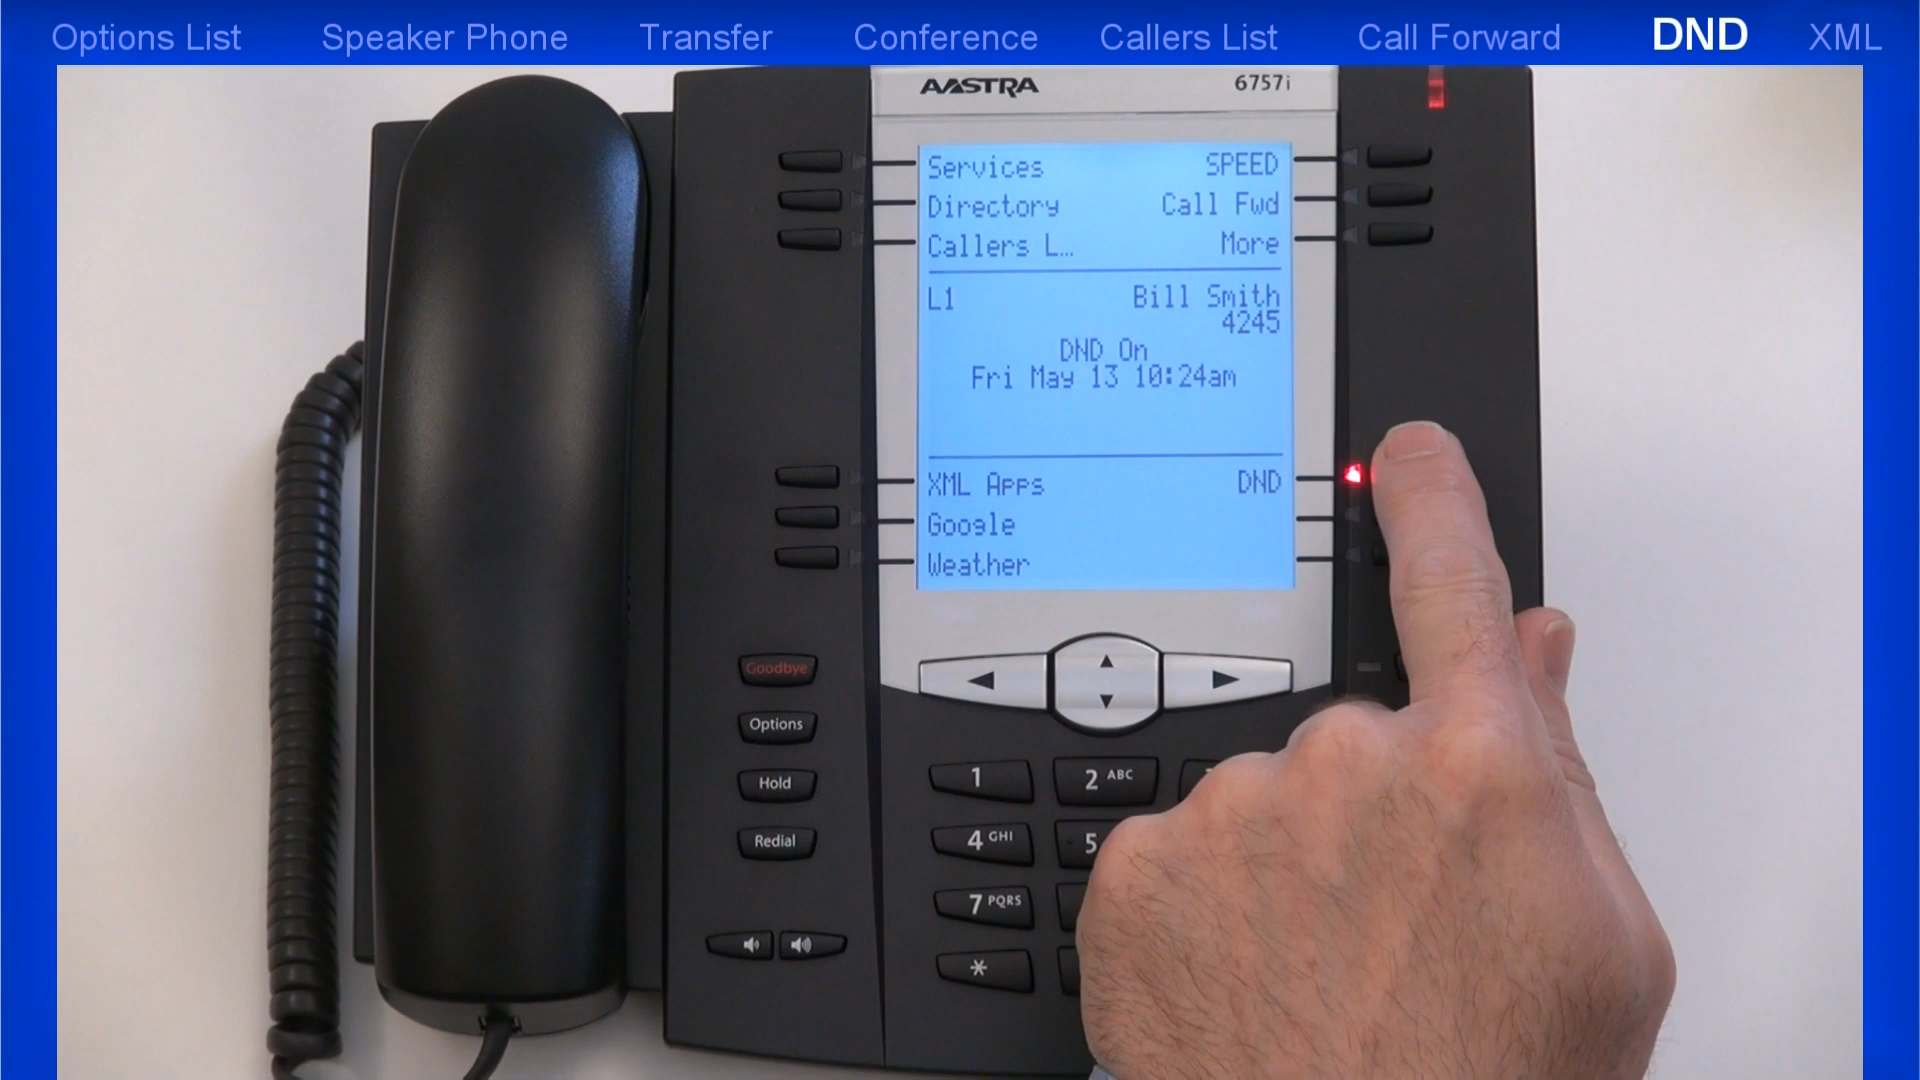 Options List Speaker Phone Transfer Conference Callers List Call Forward DND XML
AASTRA 6757i
Services SPEED
Directory Call Fwd
Callers L... More
L1 Bill Smith
4245
DND On
Fri May 13 10:24am
XML Apps DND
Google
Weather
Goodbye
Options
Hold
Redial
1 2 ABC
4 GHI 5
7 PQRS
*